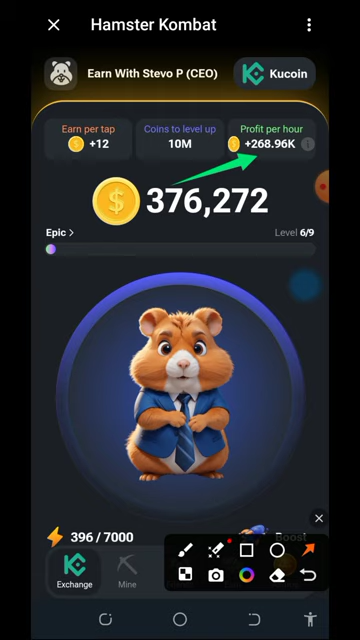 Hamster Kombat
Earn With Stevo P (CEO)
Kucoin
Earn per tap
+12
Coins to level up
10M
Profit per hour
+268.96K
376,272
Epic >
Level 6/9
396 / 7000
Boost
Exchange
Mine